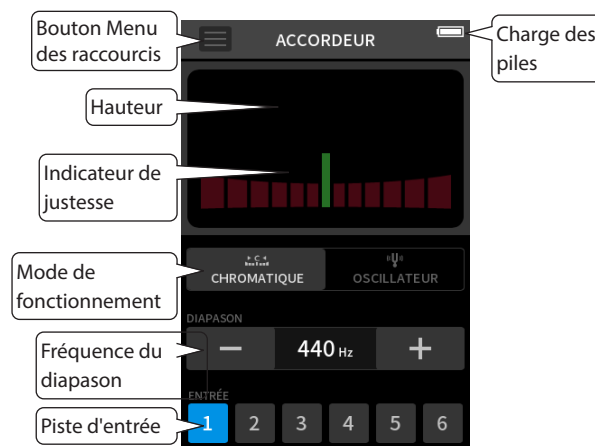 Bouton Menu
des raccourcis
ACCORDEUR
Charge des
piles
Hauteur
Indicateur de
justesse
Mode de
fonctionnement
CHROMATIQUE
OSCILLATEUR
DIAPASON
Fréquence du
diapason
− 440 Hz +
ENTRÉE
Piste d'entrée
1 2 3 4 5 6